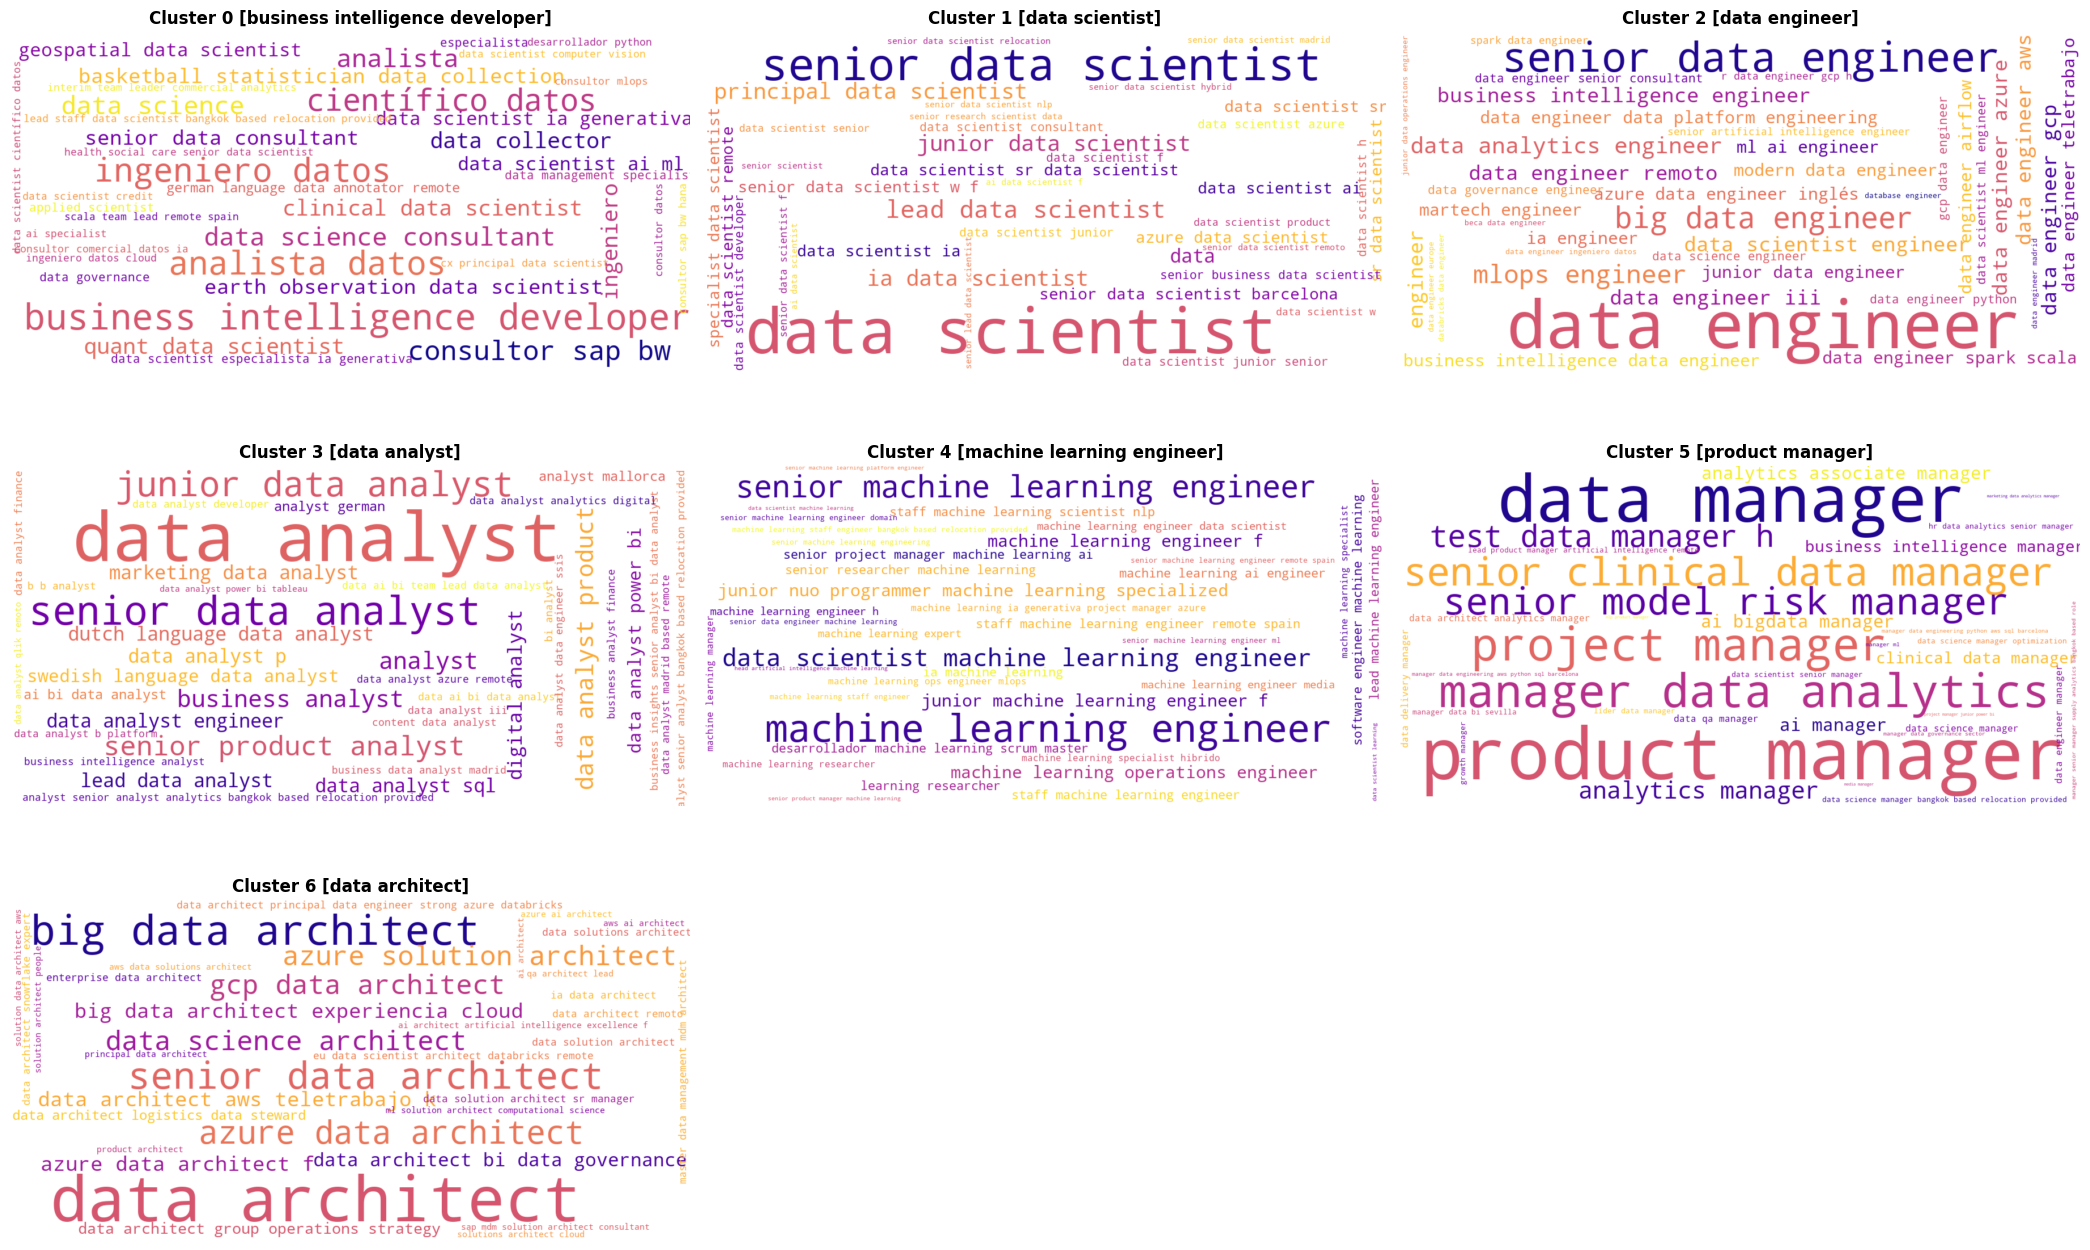 Cluster 0 [business intelligence developer]
especialista
desarrollador python
geospatial data scientist
analista
data scientist computer vision
basketball statistician data collection
consultor mlops
interim team leader commercial analytics
data science
científico datos
lead staff data scientist bangkok based relocation provided
data scientist ia generativa
senior data consultant
data collector
health social care senior data scientist
data scientist ai ml
ingeniero datos
data management specialis
german language data annotator remote
data scientist credit
applied scientist
clinical data scientist
scala team lead remote spain
ai specialist
data science consultant
consultor comercial datos ia
ingeniero datos cloud
analista datos
cx principal data scientist
data governance
earth observation data scientist
business intelligence developer
quant data scientist
consultor sap bw
data scientist especialista ia generativa
data scientist científico datos
ingeniero
consultor datos
consultor sap bw hana
Cluster 1 [data scientist]
senior data scientist relocation
senior data scientist madrid
senior data scientist
principal data scientist
senior data scientist hybrid
senior data scientist nlp
data scientist sr
senior research scientist data
data scientist senior
data scientist consultant
data scientist azure
junior data scientist
data scientist f
senior scientist
data scientist sr data scientist
senior data scientist w f
ai data scientist f
data scientist ai
lead data scientist
data scientist product
data scientist junior
azure data scientist
data scientist ia
senior data scientist remote
data
ia data scientist
senior business data scientist
senior data scientist barcelona
data scientist
data scientist w
data scientist junior senior
specialist data scientist
data scientist remote
data scientist developer
senior data scientist f
ai data scientist
senior lead data scientist
data scientist h
sr data scientist
Cluster 2 [data engineer]
spark data engineer
senior data engineer
data engineer senior consultant
r data engineer gcp h
business intelligence engineer
data engineer data platform engineering
senior artificial intelligence engineer
data analytics engineer
ml ai engineer
data engineer remoto
modern data engineer
data governance engineer
azure data engineer inglés
database engineer
martech engineer
big data engineer
beca data engineer
ia engineer
data scientist engineer
data engineer ingeniero datos
data science engineer
mlops engineer
junior data engineer
data engineer iii
data engineer python
data engineer
business intelligence data engineer
data engineer spark scala
junior data operations engineer
engineer
data engineer europe
databricks data engineer
gcp data engineer
data engineer airflow
data scientist ml engineer
data engineer azure
data engineer aws
data engineer madrid
data engineer gcp
data engineer teletrabajo
Cluster 3 [data analyst]
junior data analyst
analyst mallorca
data analyst developer
analyst german
data analyst analytics digital
data analyst
marketing data analyst
b b analyst
data analyst power bi tableau
data ai bi team lead data analyst
senior data analyst
dutch language data analyst
data analyst p
analyst
swedish language data analyst
data analyst azure remote
ai bi data analyst
business analyst
data ai bi data analyst
data analyst iii
data analyst engineer
content data analyst
data analyst b platform
senior product analyst
business intelligence analyst
business data analyst madrid
lead data analyst
data analyst sql
analyst senior analyst analytics bangkok based relocation provided
data analyst finance
data analyst qlik remoto
digital analyst
bi analyst
data analyst data engineer ssis
data analyst product
business analyst finance
data analyst power bi
business insights senior analyst bi data analyst
data analyst madrid based remote
alyst senior analyst bangkok based relocation provided
Cluster 4 [machine learning engineer]
senior machine learning platform engineer
senior machine learning engineer
data scientist machine learning
senior machine learning engineer domain
staff machine learning scientist nlp
machine learning staff engineer bangkok based relocation provided
machine learning engineer data scientist
senior machine learning engineering
machine learning engineer f
senior project manager machine learning ai
senior machine learning engineer remote spain
senior researcher machine learning
machine learning ai engineer
junior nuo programmer machine learning specialized
machine learning engineer h
machine learning ia generativa project manager azure
senior data engineer machine learning
staff machine learning engineer remote spain
machine learning expert
senior machine learning engineer ml
data scientist machine learning engineer
head artificial intelligence machine learning
ia machine learning
machine learning ops engineer mlops
machine learning engineer media
machine learning staff engineer
junior machine learning engineer f
machine learning engineer
desarrollador machine learning scrum master
machine learning specialist hibrido
machine learning researcher
machine learning operations engineer
learning researcher
staff machine learning engineer
senior product manager machine learning
machine learning manager
machine learning specialist
software engineer machine learning
lead machine learning engineer
data scientist learning
Cluster 5 [product manager]
analytics associate manager
data manager
marketing data analytics manager
test data manager h
hr data analytics senior manager
lead product manager artificial intelligence remote
business intelligence manager
senior clinical data manager
senior model risk manager
data architect analytics manager
ai bigdata manager
manager data engineering python aws sql barcelona
project manager
data science manager optimization
manager ml
clinical data manager
manager data engineering aws python sql barcelona
data scientist senior manager
manager data analytics
manager data bi sevilla
lider data manager
data qa manager
ai manager
data science manager
manager data governance sector
product manager
analytics manager
data science manager bangkok based relocation provided
data delivery manager
growth manager
data engineer manager
Cluster 6 [data architect]
data architect principal data engineer strong azure databricks
big data architect
azure ai architect
aws ai architect
data solutions architect
azure solution architect
aws data solutions architect
qa architect lead
enterprise data architect
gcp data architect
ia data architect
big data architect experiencia cloud
data architect remoto
ai architect artificial intelligence excellence f
data science architect
data solution architect
principal data architect
eu data scientist architect databricks remote
senior data architect
data architect aws teletrabajo k
data solution architect sr manager
ml solution architect computational science
data architect logistics data steward
azure data architect
product architect
azure data architect f
data architect bi data governance
data architect
data architect group operations strategy
sap mdm solution architect consultant
solutions architect cloud
solution data architect aws
data architect snowflake expert
solution architect people
ai architect
master data management mdm architect